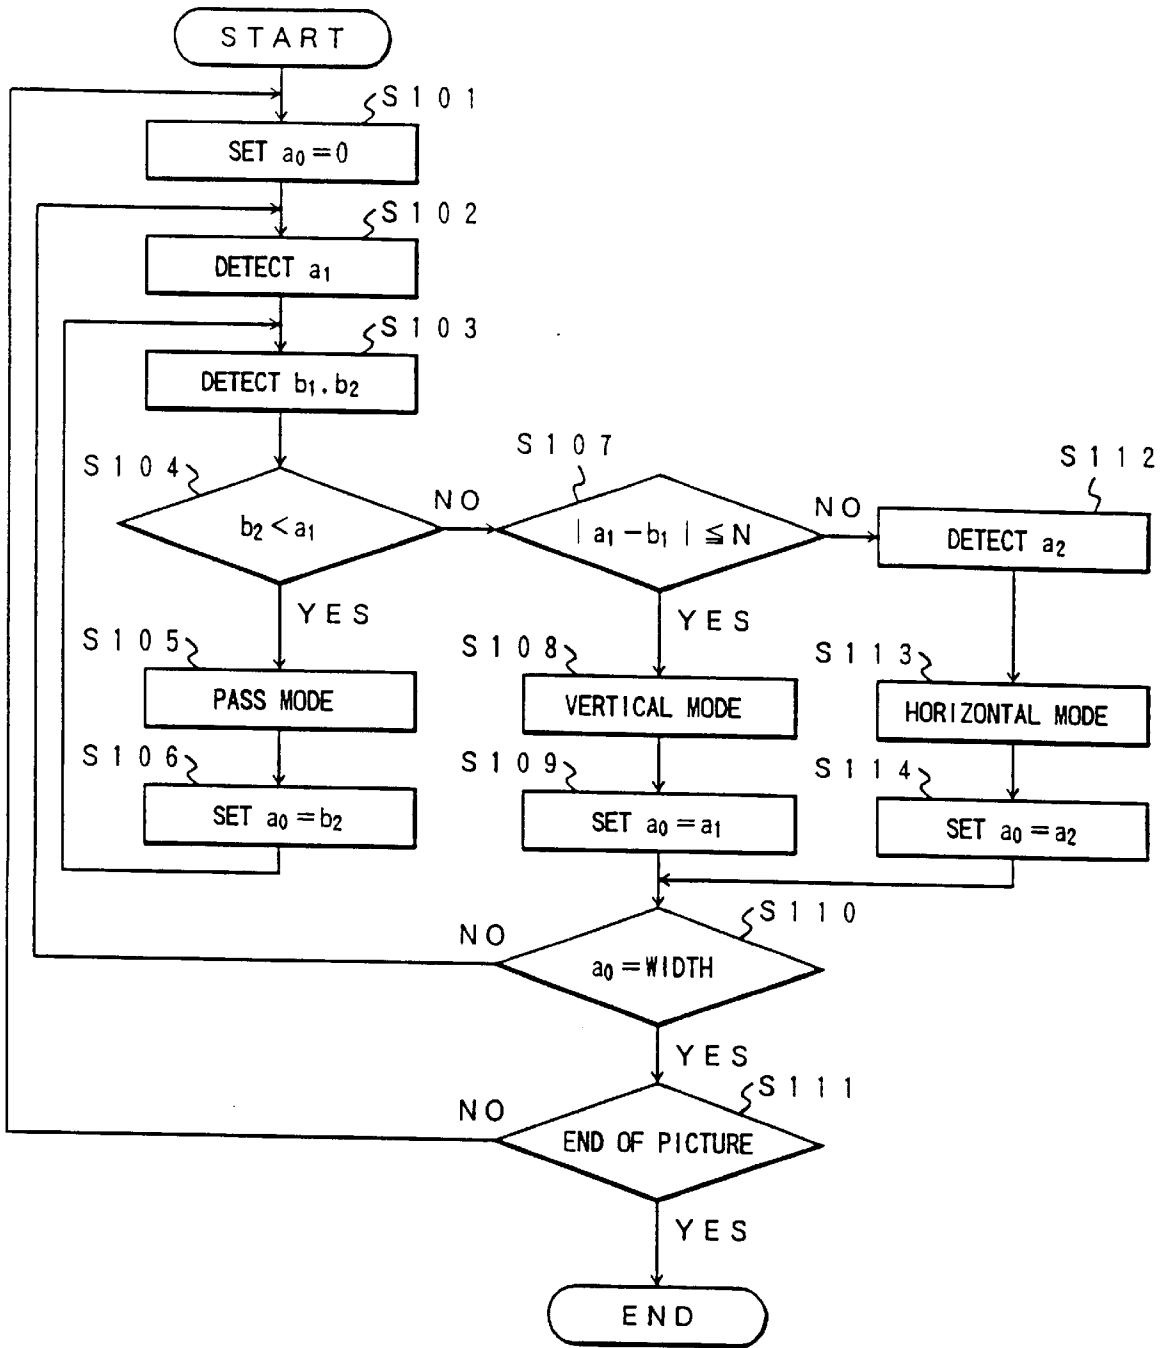 START
S101
SET a₀=0
S102
DETECT a₁
S103
DETECT b₁.b₂
S104
b₂<a₁
NO
YES
S107
|a₁-b₁|≦N
NO
YES
S112
DETECT a₂
S105
PASS MODE
S108
VERTICAL MODE
S113
HORIZONTAL MODE
S106
SET a₀=b₂
S109
SET a₀=a₁
S114
SET a₀=a₂
S110
a₀=WIDTH
NO
YES
S111
END OF PICTURE
NO
YES
END